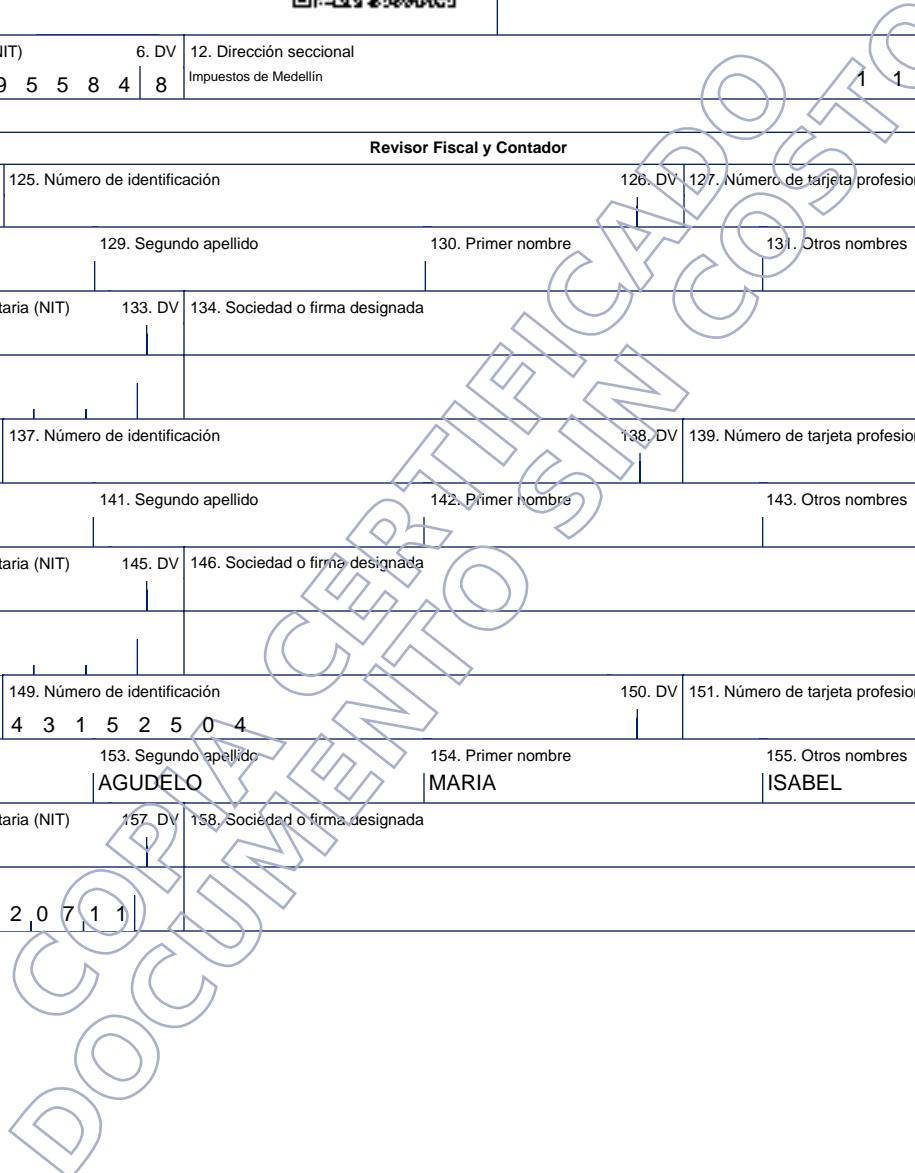 NIT) 6. DV 12. Dirección seccional
9 5 5 8 4 8 Impuestos de Medellín 1 1
Revisor Fiscal y Contador
125. Número de identificación 126. DV 127. Número de tarjeta profesion
129. Segundo apellido 130. Primer nombre 131. Otros nombres
taria (NIT) 133. DV 134. Sociedad o firma designada
137. Número de identificación 138. DV 139. Número de tarjeta profesion
141. Segundo apellido 142. Primer nombre 143. Otros nombres
taria (NIT) 145. DV 146. Sociedad o firma designada
149. Número de identificación 150. DV 151. Número de tarjeta profesion
4 3 1 5 2 5 0 4
153. Segundo apellido 154. Primer nombre 155. Otros nombres
AGUDELO MARIA ISABEL
taria (NIT) 157. DV 158. Sociedad o firma designada
2 0 7 1 1
COPIA CERTIFICADO
DOCUMENTO SIN COSTO